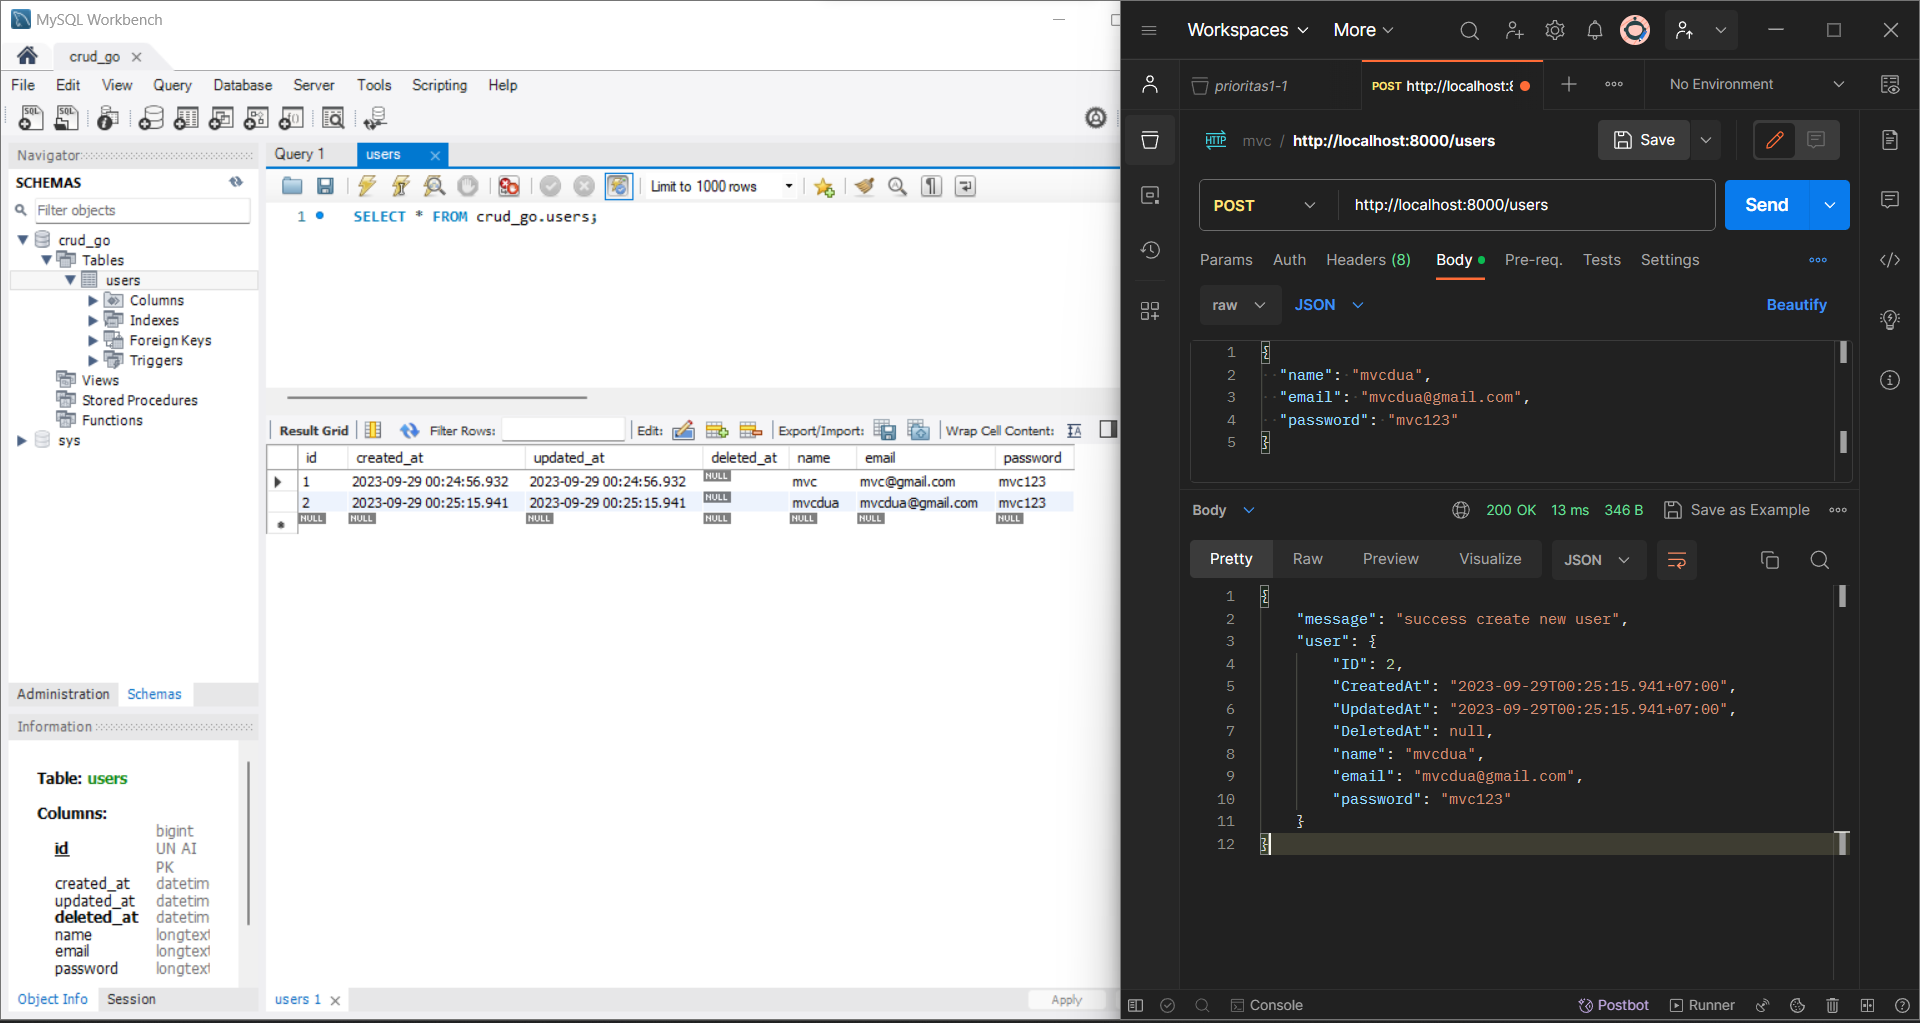 MySQL Workbench
crud_go
File Edit View Query Database Server Tools Scripting Help
Navigator
SCHEMAS
Filter objects
crud_go
Tables
users
Columns
Indexes
Foreign Keys
Triggers
Views
Stored Procedures
Functions
sys
Administration Schemas
Information
Table: users
Columns:
id bigint UN AI PK
created_at datetim
updated_at datetim
deleted_at datetim
name longtext
email longtext
password longtext
Object Info Session
Query 1 users
Limit to 1000 rows
1 SELECT * FROM crud_go.users;
Result Grid Filter Rows: Edit: Export/Import: Wrap Cell Content:
id created_at updated_at deleted_at name email password
1 2023-09-29 00:24:56.932 2023-09-29 00:24:56.932 NULL mvc mvc@gmail.com mvc123
2 2023-09-29 00:25:15.941 2023-09-29 00:25:15.941 NULL mvcdua mvcdua@gmail.com mvc123
NULL NULL NULL NULL NULL NULL NULL
users 1 Apply
Workspaces More
prioritas1-1 POST http://localhost:8 No Environment
HTTP mvc / http://localhost:8000/users Save
POST http://localhost:8000/users Send
Params Auth Headers (8) Body Pre-req. Tests Settings
raw JSON Beautify
1 {
2 "name": "mvcdua",
3 "email": "mvcdua@gmail.com",
4 "password": "mvc123"
5 }
Body 200 OK 13 ms 346 B Save as Example
Pretty Raw Preview Visualize JSON
1 {
2 "message": "success create new user",
3 "user": {
4 "ID": 2,
5 "CreatedAt": "2023-09-29T00:25:15.941+07:00",
6 "UpdatedAt": "2023-09-29T00:25:15.941+07:00",
7 "DeletedAt": null,
8 "name": "mvcdua",
9 "email": "mvcdua@gmail.com",
10 "password": "mvc123"
11 }
12 }
Console Postbot Runner